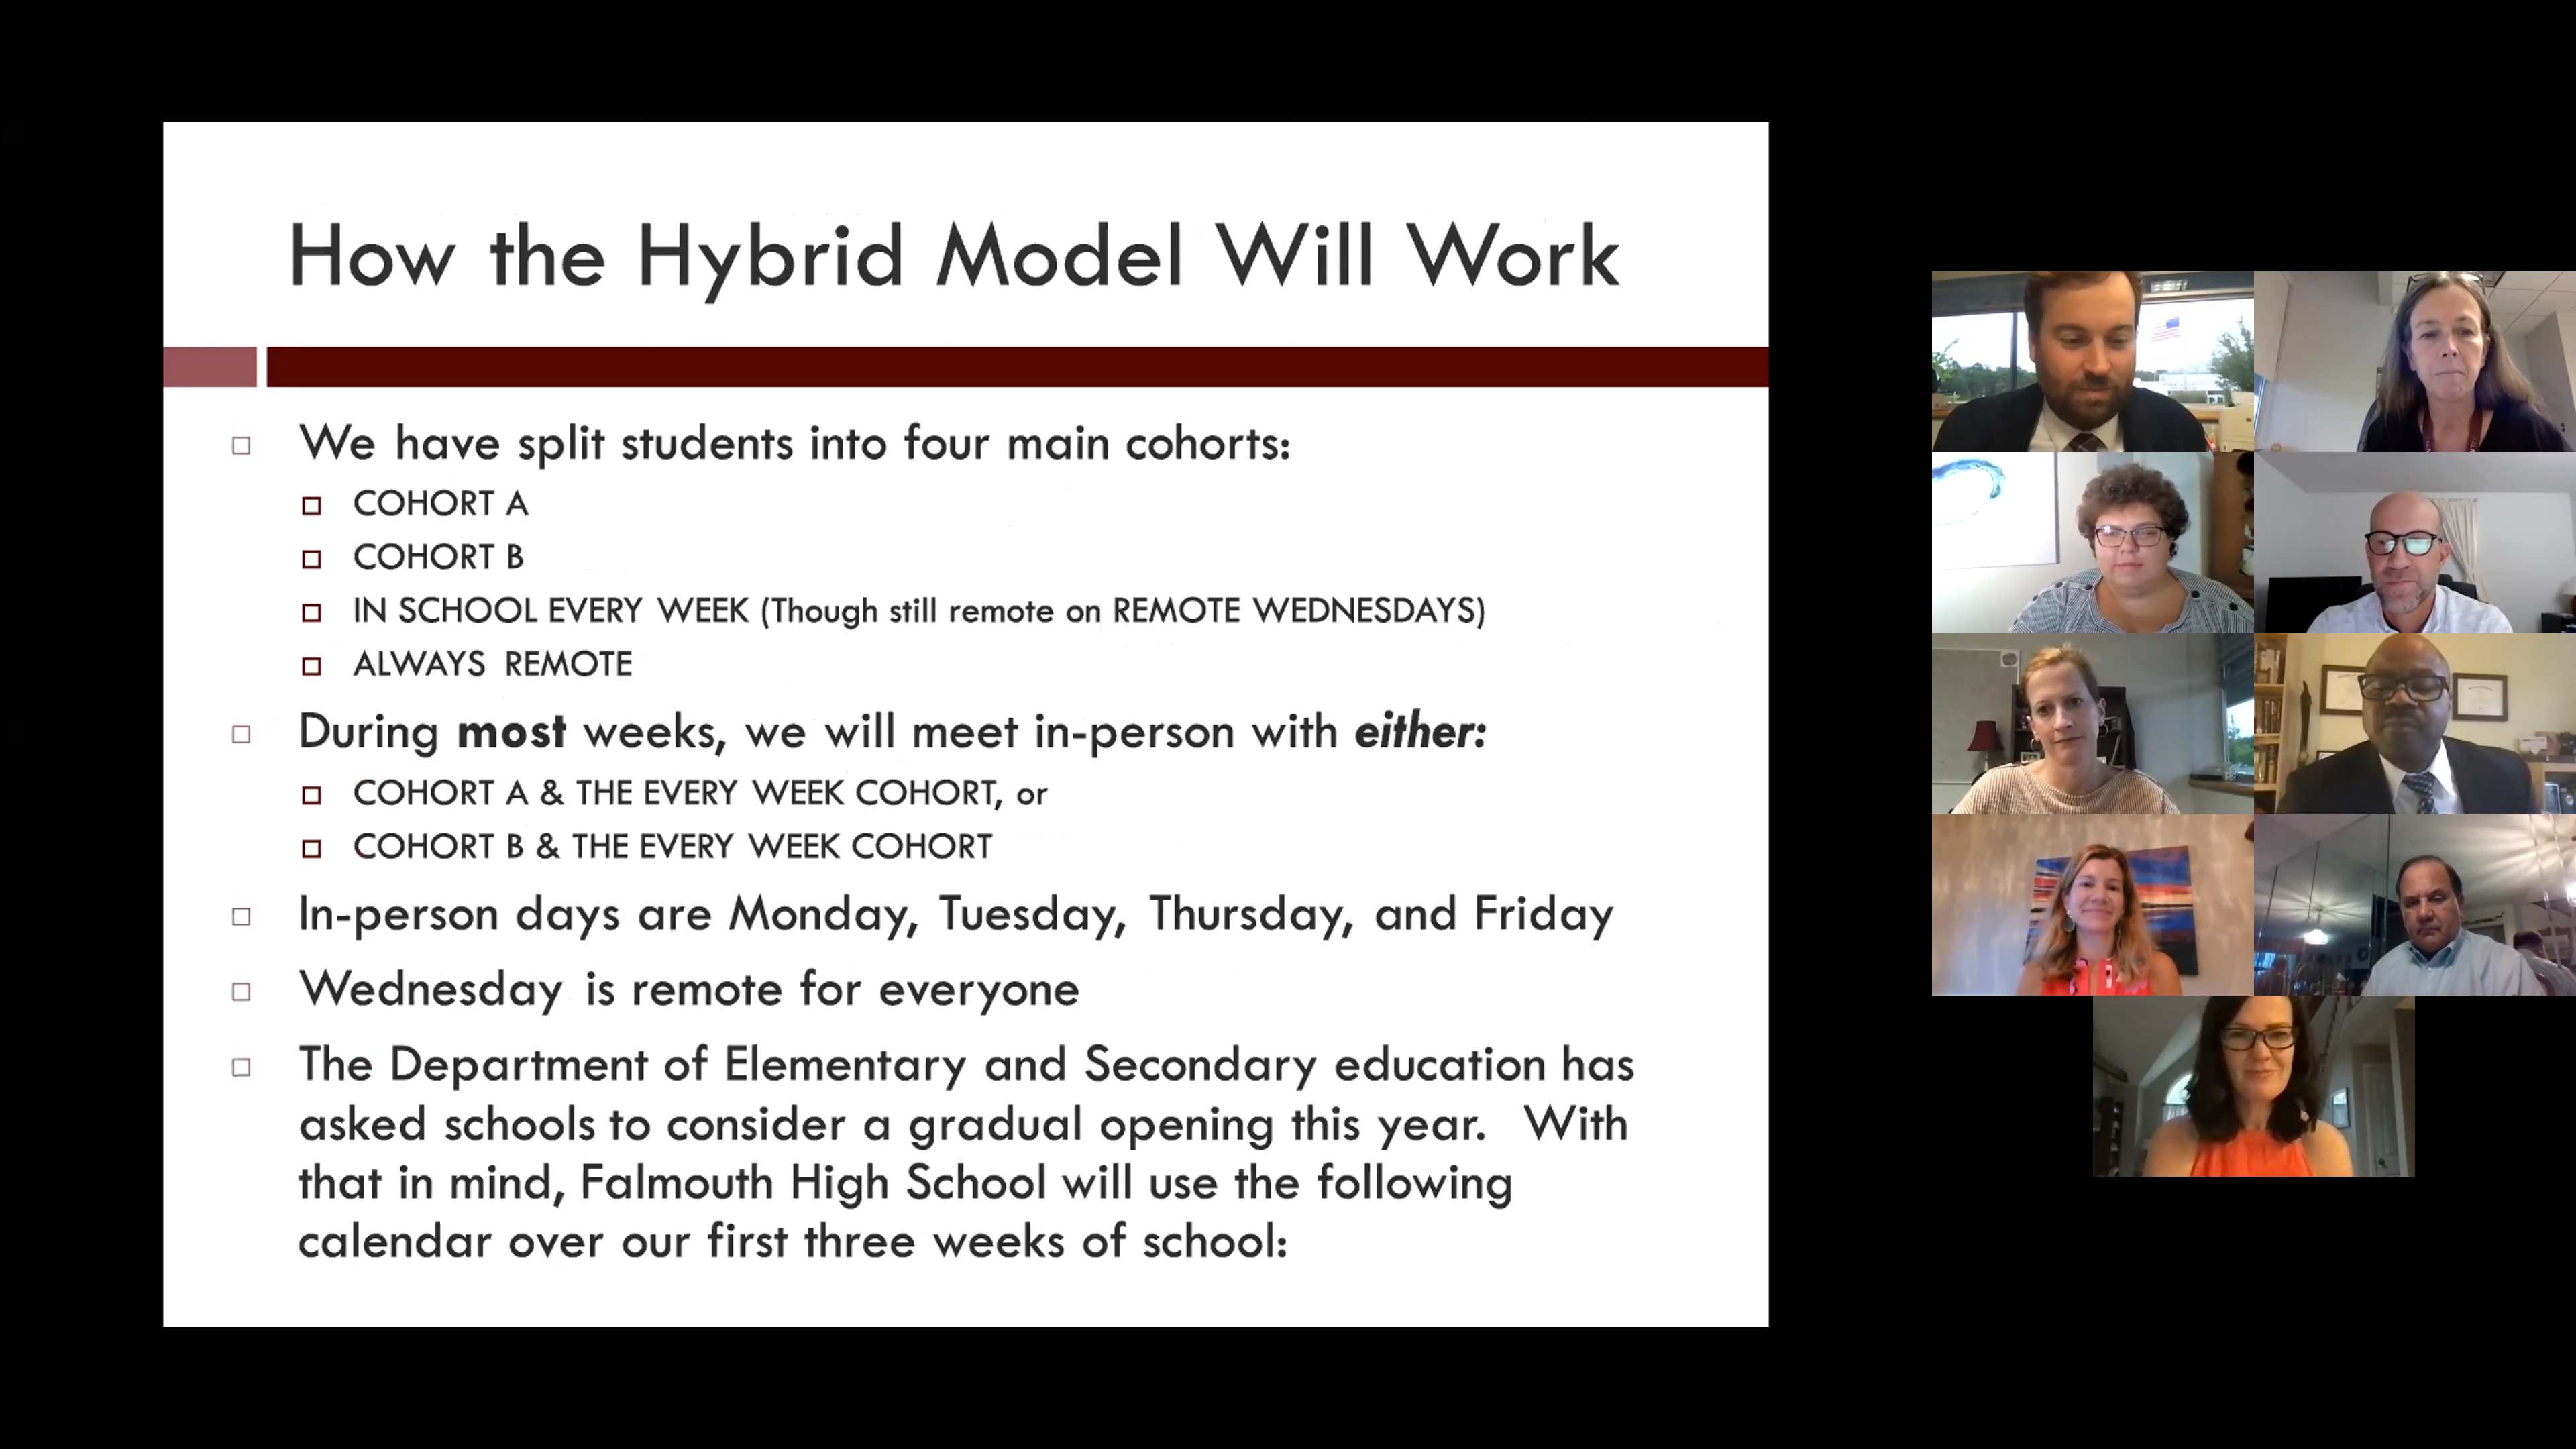 How the Hybrid Model Will Work
We have split students into four main cohorts:
COHORT A
COHORT B
IN SCHOOL EVERY WEEK (Though still remote on REMOTE WEDNESDAYS)
ALWAYS REMOTE
During most weeks, we will meet in-person with either:
COHORT A & THE EVERY WEEK COHORT, or
COHORT B & THE EVERY WEEK COHORT
In-person days are Monday, Tuesday, Thursday, and Friday
Wednesday is remote for everyone
The Department of Elementary and Secondary education has
asked schools to consider a gradual opening this year. With
that in mind, Falmouth High School will use the following
calendar over our first three weeks of school: